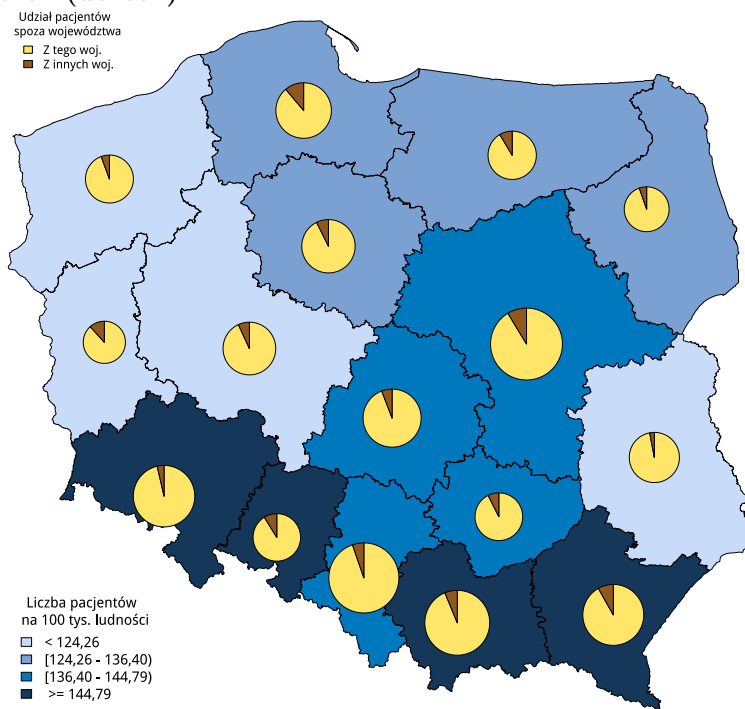 Udział pacjentów
spoza województwa
Z tego woj.
Z innych woj.
Liczba pacjentów
na 100 tys. ludności
< 124,26
[124,26 - 136,40)
[136,40 - 144,79)
>= 144,79